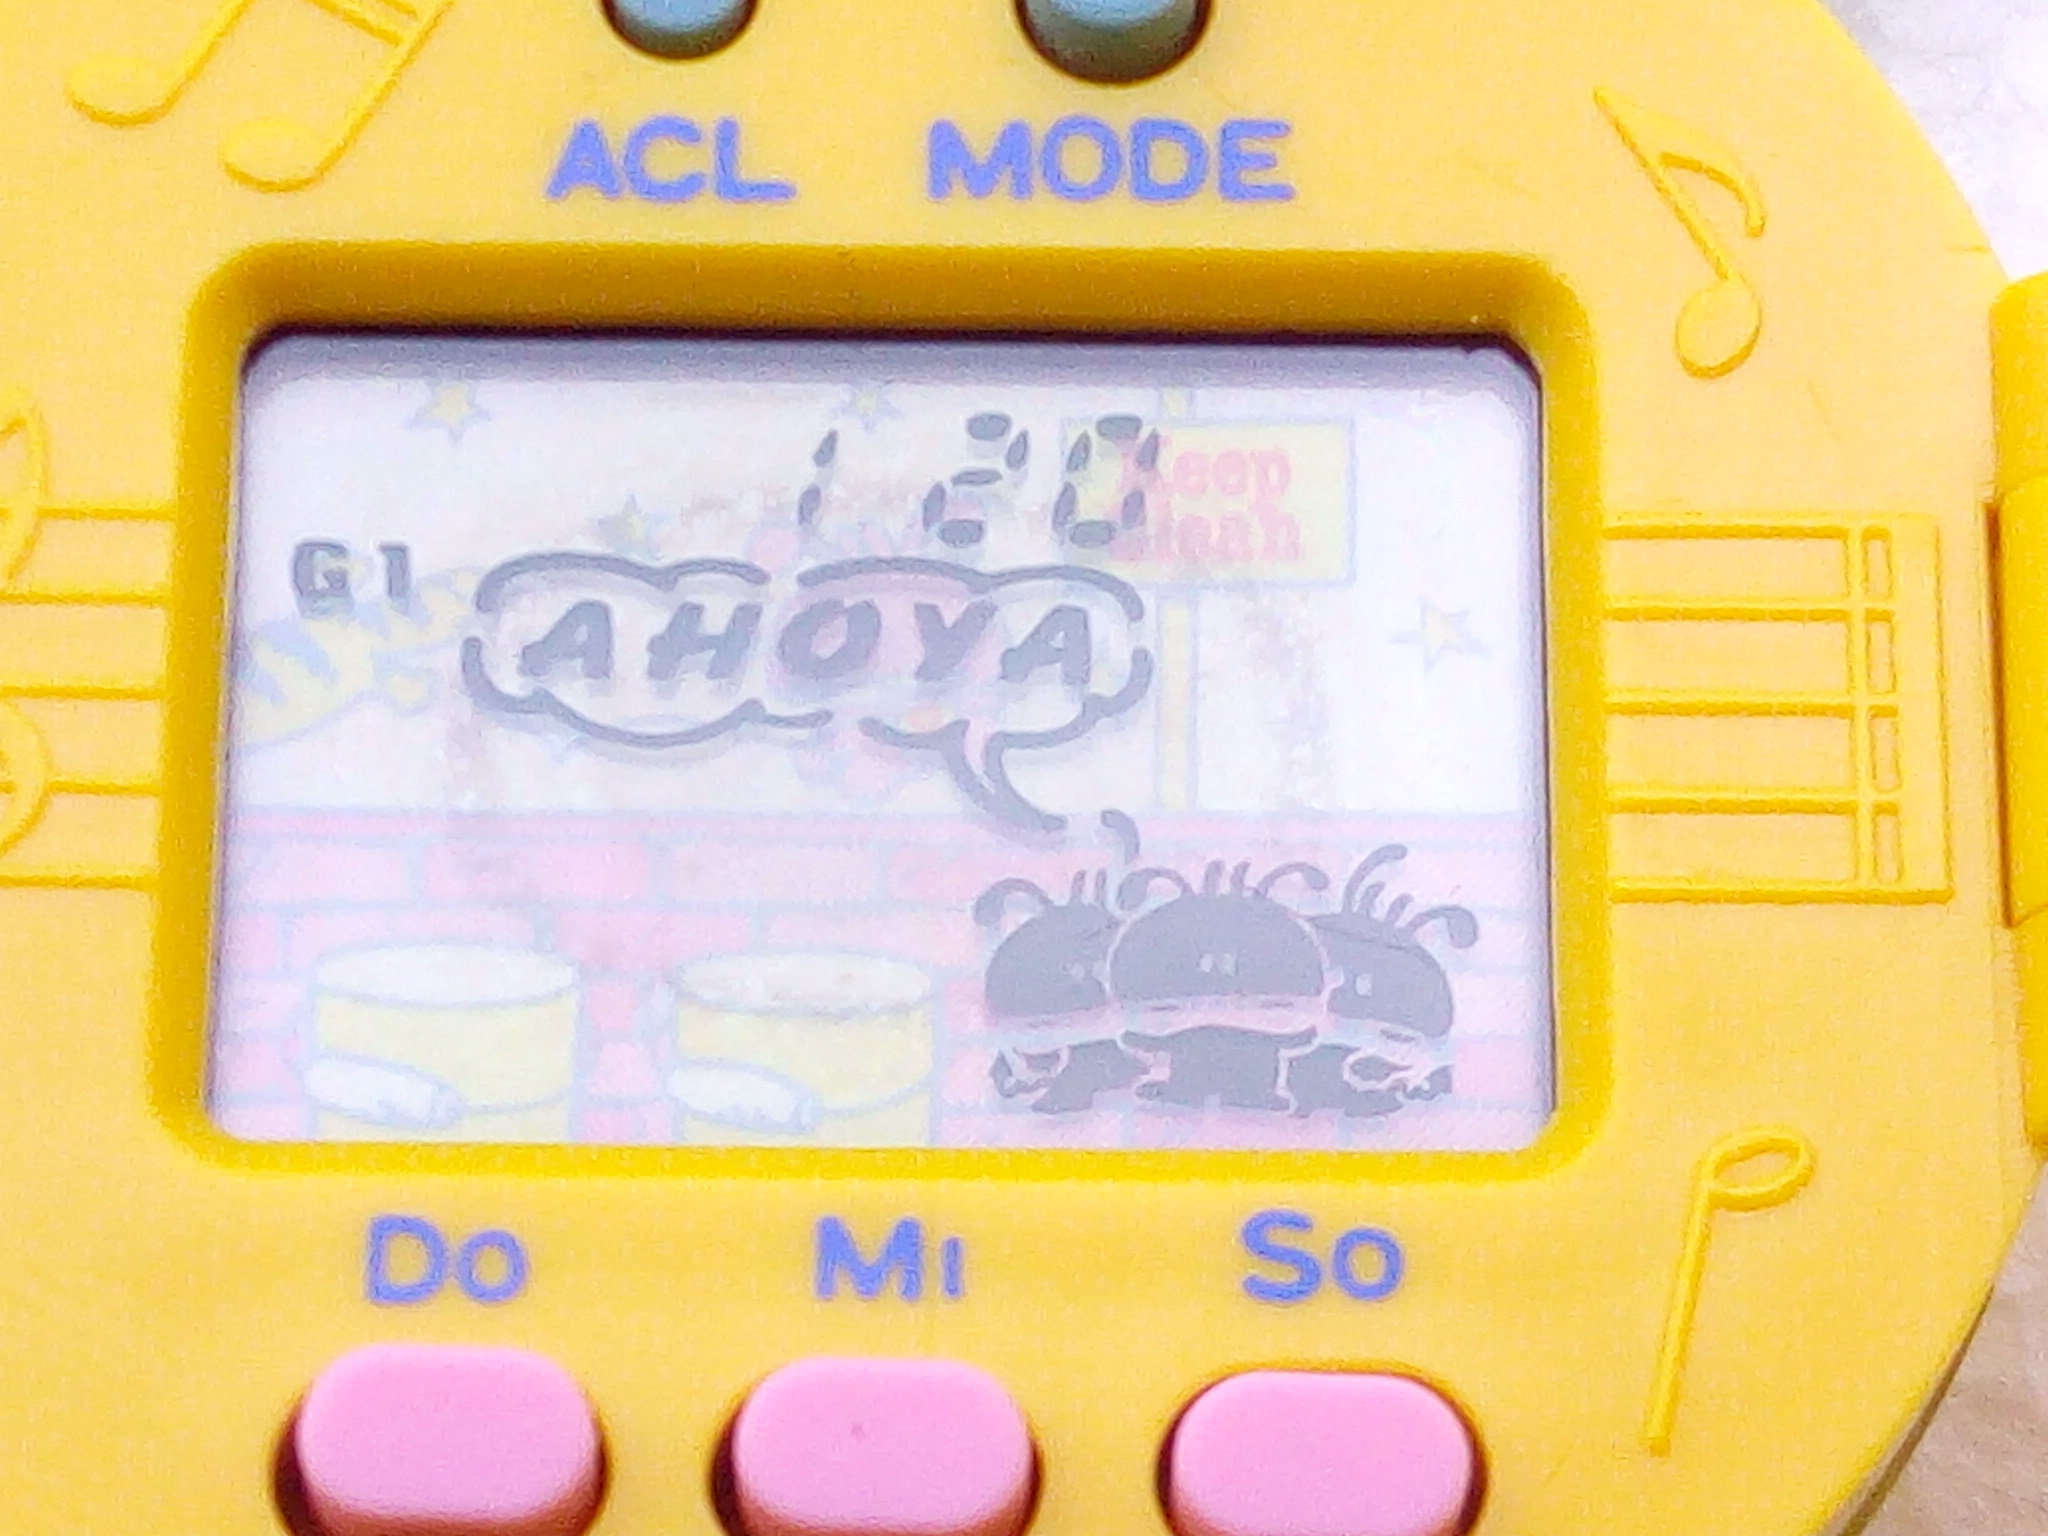 ACL MODE
120
Keep
Clean
G1
AHOYA
Do Mi So